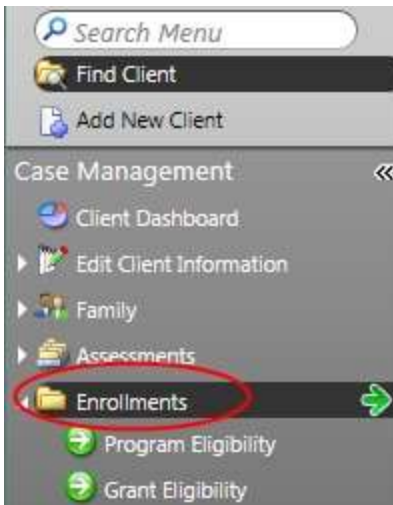 Search Menu
Find Client
Add New Client
Case Management
Client Dashboard
Edit Client Information
Family
Assessments
Enrollments
Program Eligibility
Grant Eligibility